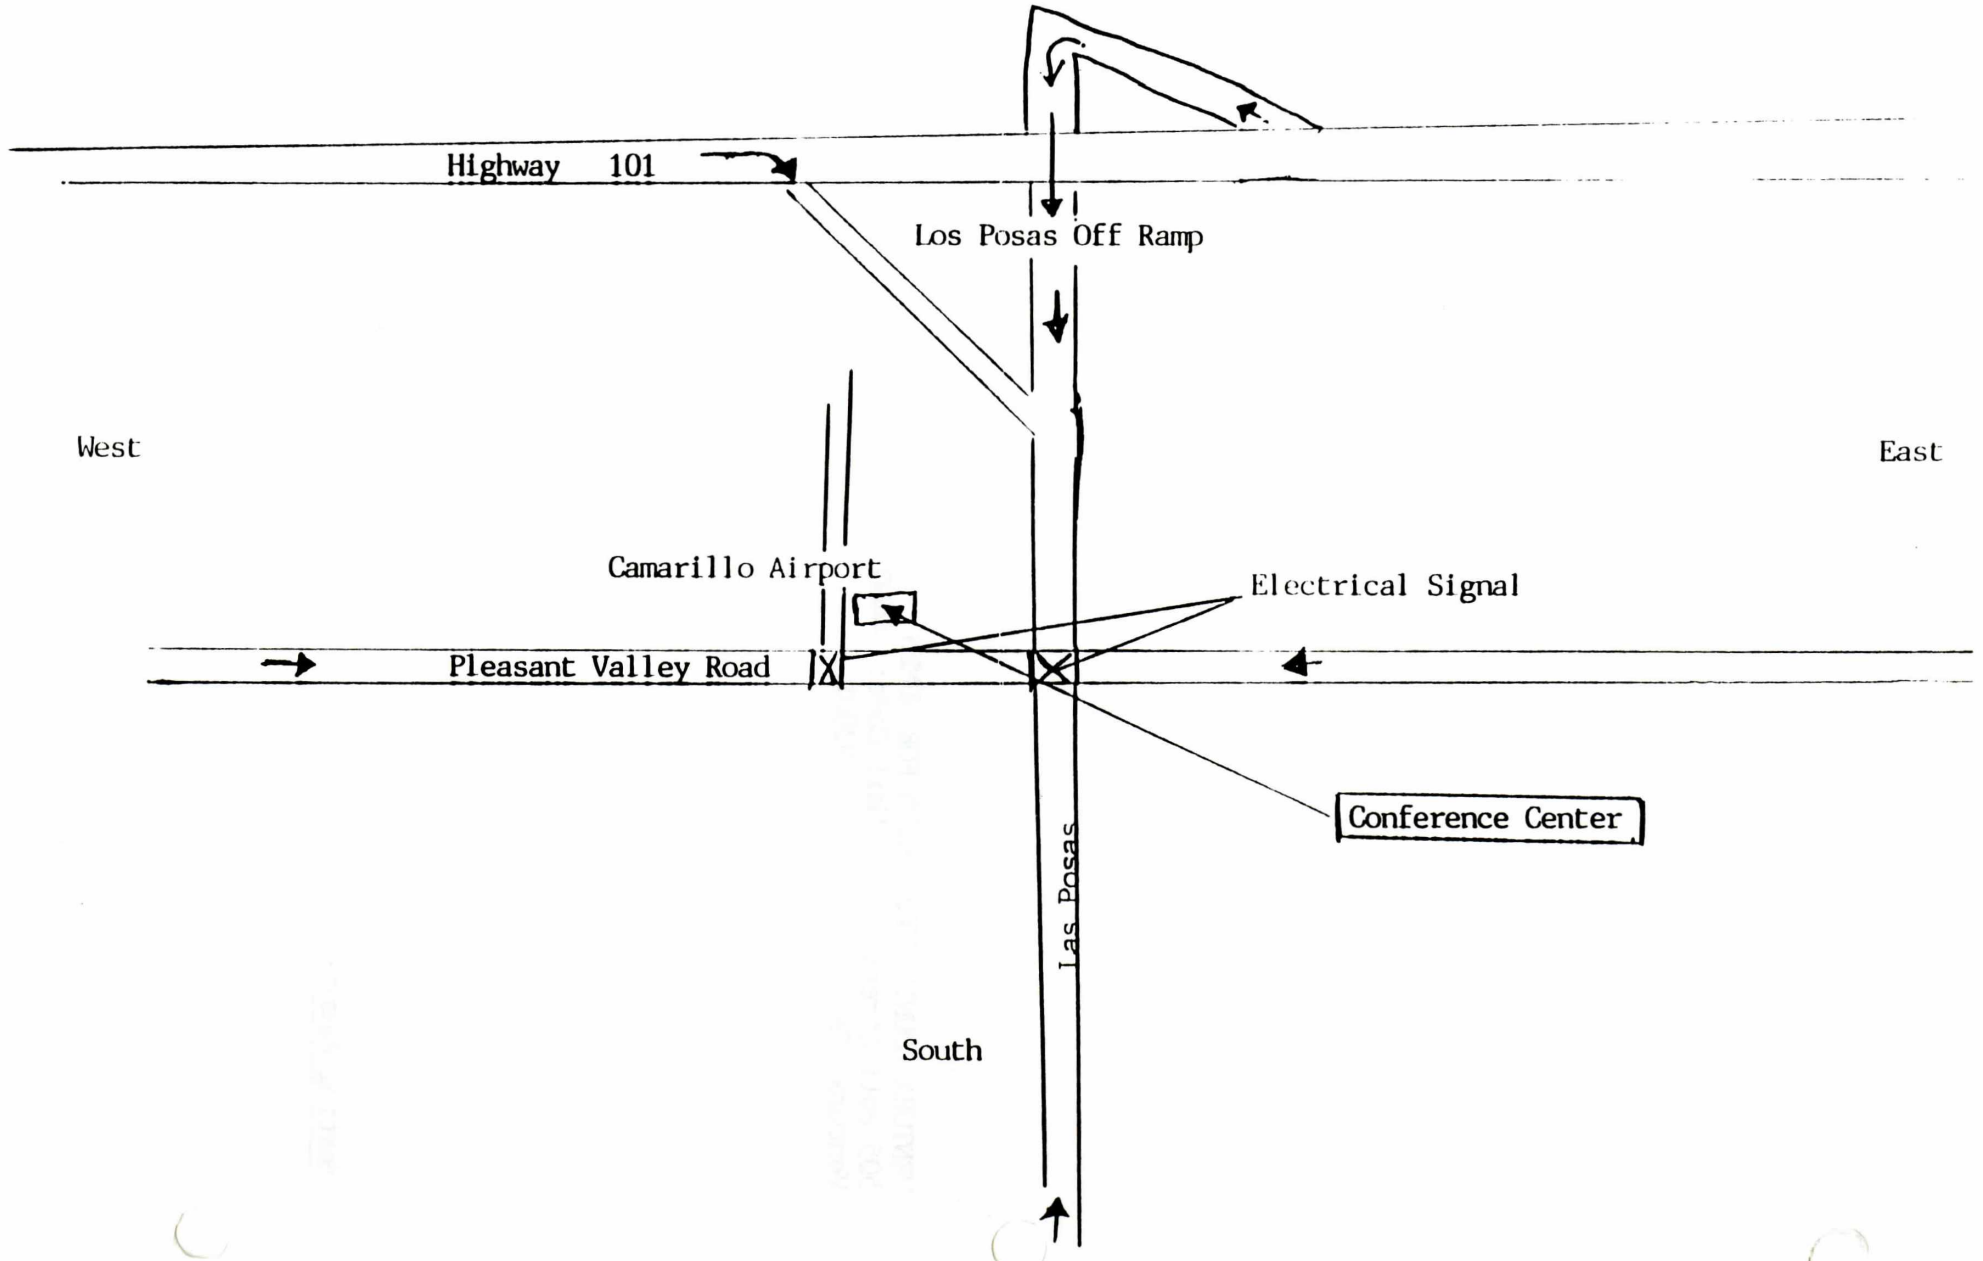 Highway 101
Los Posas Off Ramp
West
East
Camarillo Airport
Electrical Signal
Pleasant Valley Road
Conference Center
Las Posas
South